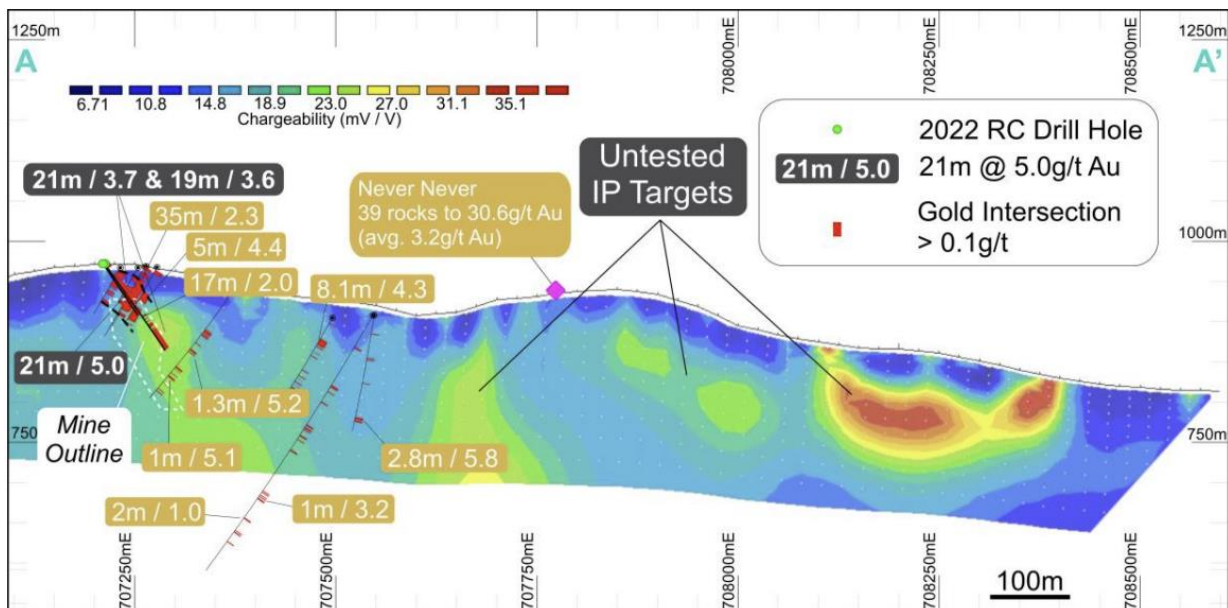 1250m
1250m
A
A'
6.71 10.8 14.8 18.9 23.0 27.0 31.1 35.1
Chargeability (mV / V)
2022 RC Drill Hole
21m / 5.0
21m @ 5.0g/t Au
Gold Intersection
> 0.1g/t
Untested
IP Targets
21m / 3.7 & 19m / 3.6
35m / 2.3
5m / 4.4
17m / 2.0
Never Never
39 rocks to 30.6g/t Au
(avg. 3.2g/t Au)
8.1m / 4.3
1000m
1000m
21m / 5.0
Mine
Outline
1.3m / 5.2
1m / 5.1
2.8m / 5.8
2m / 1.0
1m / 3.2
750m
750m
708000mE
708250mE
708500mE
707250mE
707500mE
707750mE
708000mE
708250mE
708500mE
100m